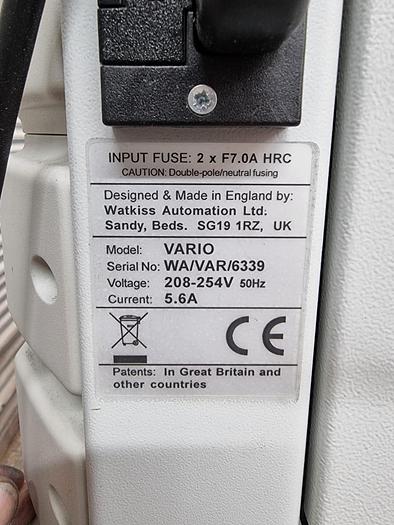 INPUT FUSE: 2 x F7.0A HRC
CAUTION: Double-pole/neutral fusing
Designed & Made in England by:
Watkiss Automation Ltd.
Sandy, Beds. SG19 1RZ, UK
Model: VARIO
Serial No: WA/VAR/6339
Voltage: 208-254V 50Hz
Current: 5.6A
CE
Patents: In Great Britain and
other countries